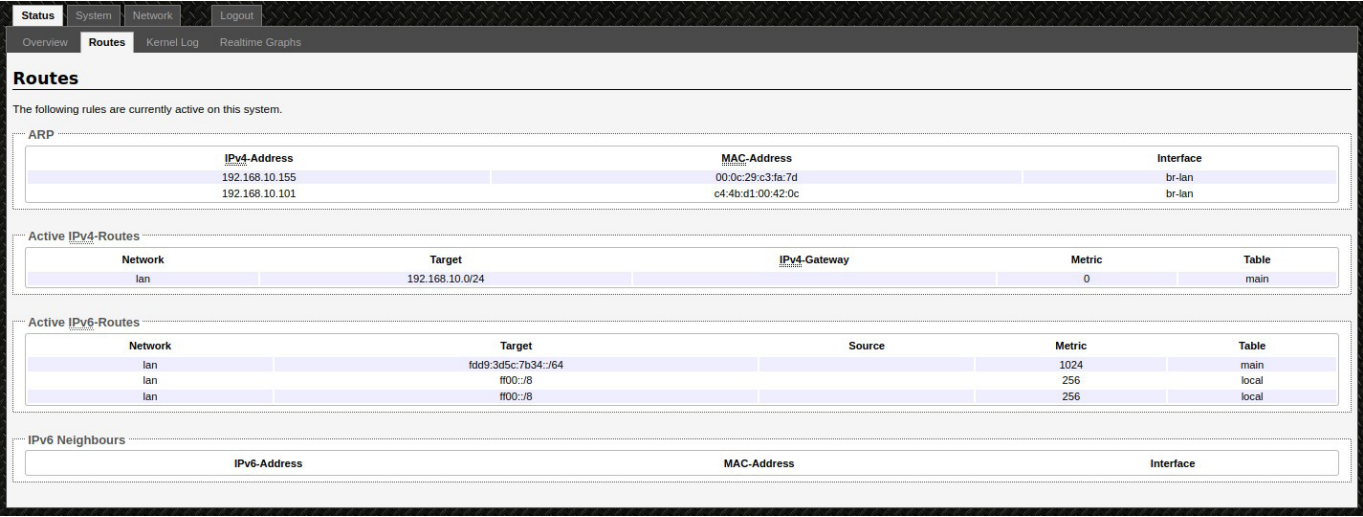 Status System Network Logout
Overview Routes Kernel Log Realtime Graphs
Routes
The following rules are currently active on this system.
ARP
IPv4-Address MAC-Address Interface
192.168.10.155 00:0c:29:c3:fa:7d br-lan
192.168.10.101 c4:4b:d1:00:42:0c br-lan
Active IPv4-Routes
Network Target IPv4-Gateway Metric Table
lan 192.168.10.0/24 0 main
Active IPv6-Routes
Network Target Source Metric Table
lan fdd9:3d5c:7b34::/64 1024 main
lan ff00::/8 256 local
lan ff00::/8 256 local
IPv6 Neighbours
IPv6-Address MAC-Address Interface